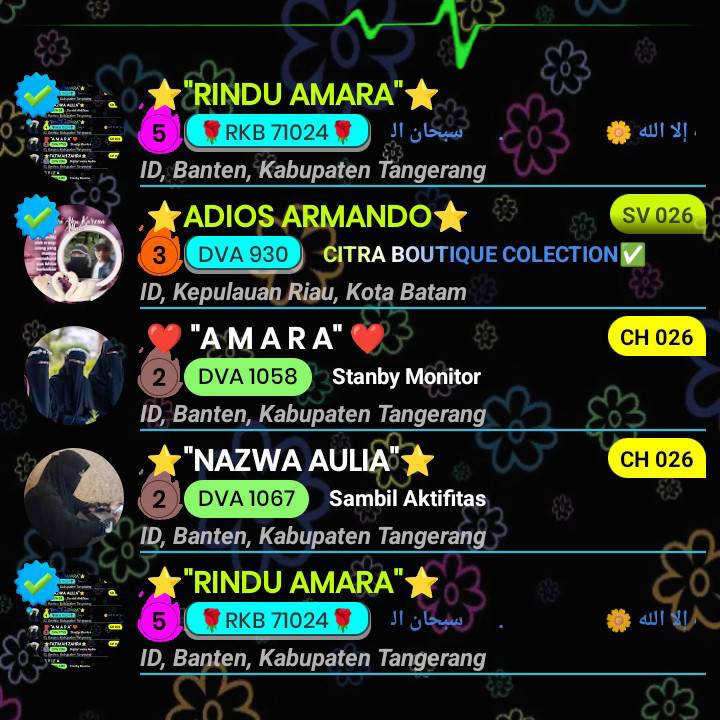 ⭐"RINDU AMARA"⭐
5 🌹RKB 71024🌹 سبحان ال 🌼 إلا الله
ID, Banten, Kabupaten Tangerang
⭐ADIOS ARMANDO⭐ SV 026
3 DVA 930 CITRA BOUTIQUE COLECTION✅
ID, Kepulauan Riau, Kota Batam
❤️ "A M A R A" ❤️ CH 026
2 DVA 1058 Stanby Monitor
ID, Banten, Kabupaten Tangerang
⭐"NAZWA AULIA"⭐ CH 026
2 DVA 1067 Sambil Aktifitas
ID, Banten, Kabupaten Tangerang
⭐"RINDU AMARA"⭐
5 🌹RKB 71024🌹 سبحان ال 🌼 إلا الله
ID, Banten, Kabupaten Tangerang